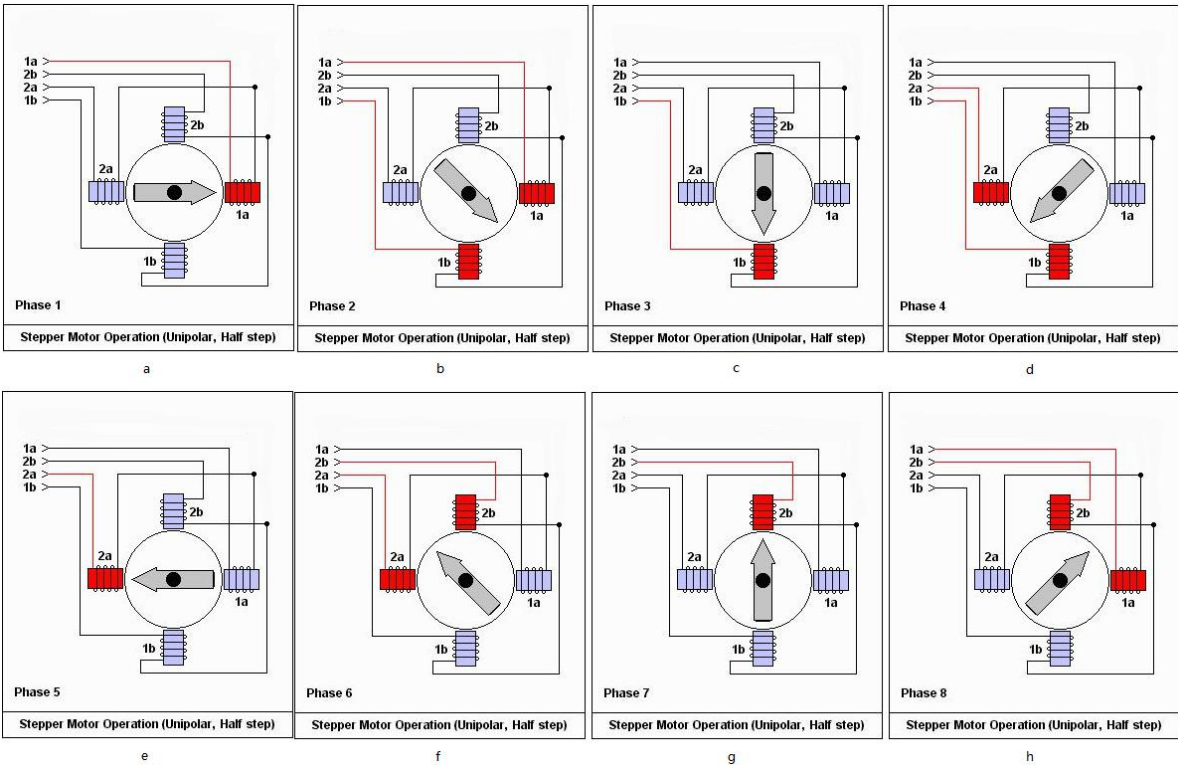 1a
2b
2a
1b
2b
2a
1a
1b
Phase 1
Stepper Motor Operation (Unipolar, Half step)
a
1a
2b
2a
1b
2b
2a
1a
1b
Phase 2
Stepper Motor Operation (Unipolar, Half step)
b
1a
2b
2a
1b
2b
2a
1a
1b
Phase 3
Stepper Motor Operation (Unipolar, Half step)
c
1a
2b
2a
1b
2b
2a
1a
1b
Phase 4
Stepper Motor Operation (Unipolar, Half step)
d
1a
2b
2a
1b
2b
2a
1a
1b
Phase 5
Stepper Motor Operation (Unipolar, Half step)
e
1a
2b
2a
1b
2b
2a
1a
1b
Phase 6
Stepper Motor Operation (Unipolar, Half step)
f
1a
2b
2a
1b
2b
2a
1a
1b
Phase 7
Stepper Motor Operation (Unipolar, Half step)
g
1a
2b
2a
1b
2b
2a
1a
1b
Phase 8
Stepper Motor Operation (Unipolar, Half step)
h